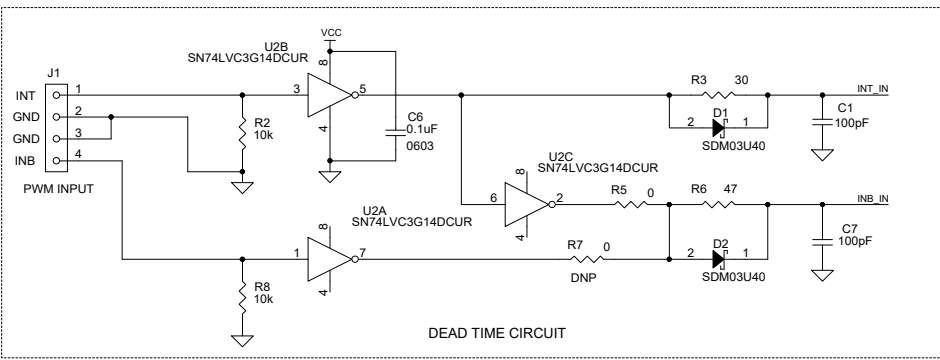 VCC
U2B
SN74LVC3G14DCUR
8
3
5
4
C6
0.1uF
0603
J1
INT
1
GND
2
GND
3
INB
4
PWM INPUT
R2
10k
R3 30
D1
2 1
SDM03U40
INT_IN
C1
100pF
U2C
SN74LVC3G14DCUR
8
6
2
4
R5 0
R6 47
D2
2 1
SDM03U40
INB_IN
C7
100pF
U2A
SN74LVC3G14DCUR
8
1
7
4
R7 0
DNP
R8
10k
DEAD TIME CIRCUIT